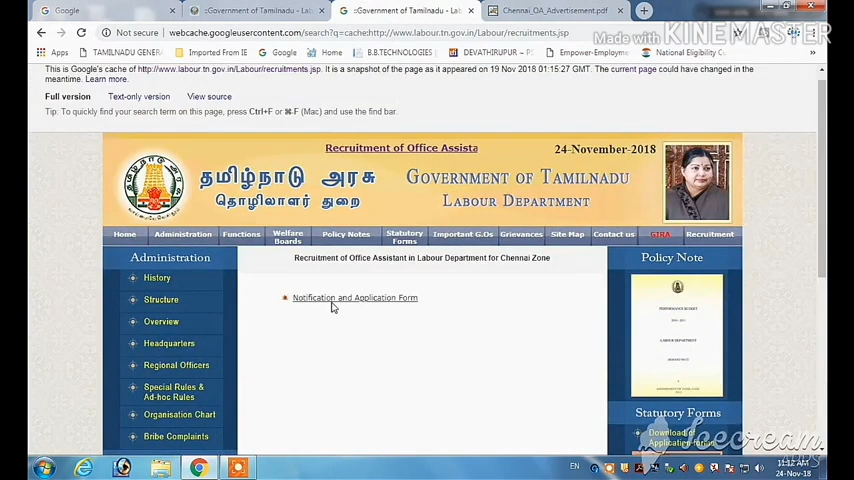 Google
::Government of Tamilnadu - Lab
::Government of Tamilnadu - Lab
Chennai_OA_Advertisement.pdf
Not secure
webcache.googleusercontent.com/search?q=cache:http://www.labour.tn.gov.in/Labour/recruitments.jsp
Made with KINEMASTER
Apps
TAMILNADU GENERA
Imported From IE
Google
Home
B.B.TECHNOLOGIES
DEVATHIRUPUR - P
Empower-Employme
National Eligibility C
This is Google's cache of http://www.labour.tn.gov.in/Labour/recruitments.jsp. It is a snapshot of the page as it appeared on 19 Nov 2018 01:15:27 GMT. The current page could have changed in the
meantime. Learn more.
Full version
Text-only version
View source
Tip: To quickly find your search term on this page, press Ctrl+F or ⌘-F (Mac) and use the find bar.
Recruitment of Office Assista
24-November-2018
தமிழ்நாடு அரசு
GOVERNMENT OF TAMILNADU
தொழிலாளர் துறை
LABOUR DEPARTMENT
Home
Administration
Functions
Welfare Boards
Policy Notes
Statutory Forms
Important G.Os
Grievances
Site Map
Contact us
GIRA
Recruitment
Administration
History
Structure
Overview
Headquarters
Regional Officers
Special Rules &
Ad-hoc Rules
Organisation Chart
Bribe Complaints
Recruitment of Office Assistant in Labour Department for Chennai Zone
Notification and Application Form
Policy Note
LABOUR DEPARTMENT
Statutory Forms
Download of
Application forms
Icecream
APPS
EN
11:12 AM
24-Nov-18